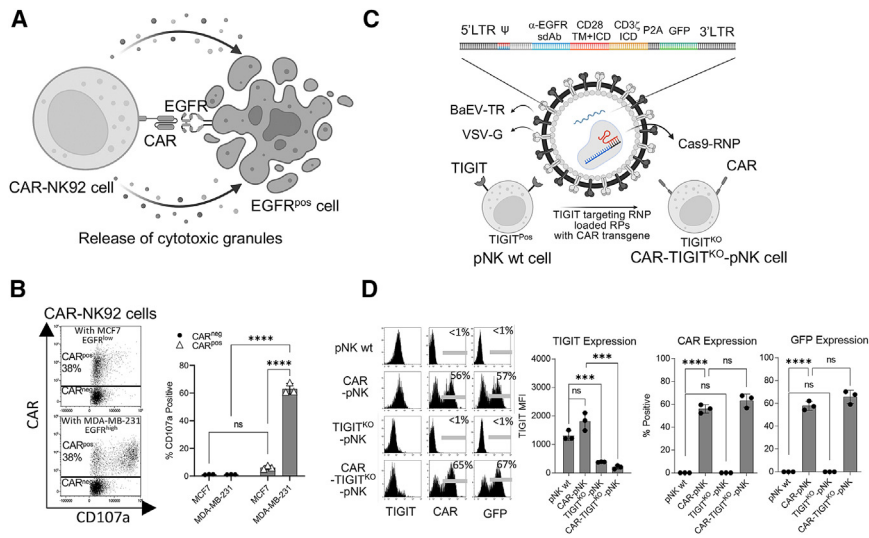 A
EGFR
CAR
CAR-NK92 cell
EGFRpos cell
Release of cytotoxic granules
C
5'LTR Ψ α-EGFR sdAb CD28 TM+ICD CD3ζ ICD P2A GFP 3'LTR
BaEV-TR
VSV-G
Cas9-RNP
TIGIT
CAR
TIGITPos
TIGIT targeting RNP
loaded RPs
with CAR transgene
TIGITKO
pNK wt cell
CAR-TIGITKO-pNK cell
B
CAR-NK92 cells
With MCF7
EGFRlow
CARpos
38%
CARneg
With MDA-MB-231
EGFRhigh
CARpos
38%
CARneg
CAR
CD107a
CARneg
CARpos
****
****
ns
% CD107a Positive
80
60
40
20
0
MCF7
MDA-MB-231
MCF7
MDA-MB-231
D
pNK wt
<1%
<1%
CAR
-pNK
56%
57%
TIGITKO
-pNK
<1%
<1%
CAR
-TIGITKO
-pNK
65%
67%
TIGIT
CAR
GFP
TIGIT Expression
TIGIT MFI
4000
3000
2000
1000
0
***
***
ns
pNK wt
CAR-pNK
TIGITKO-pNK
CAR-TIGITKO-pNK
CAR Expression
% Positive
100
80
60
40
20
0
****
ns
ns
pNK wt
CAR-pNK
TIGITKO-pNK
CAR-TIGITKO-pNK
GFP Expression
100
80
60
40
20
0
****
ns
ns
pNK wt
CAR-pNK
TIGITKO-pNK
CAR-TIGITKO-pNK